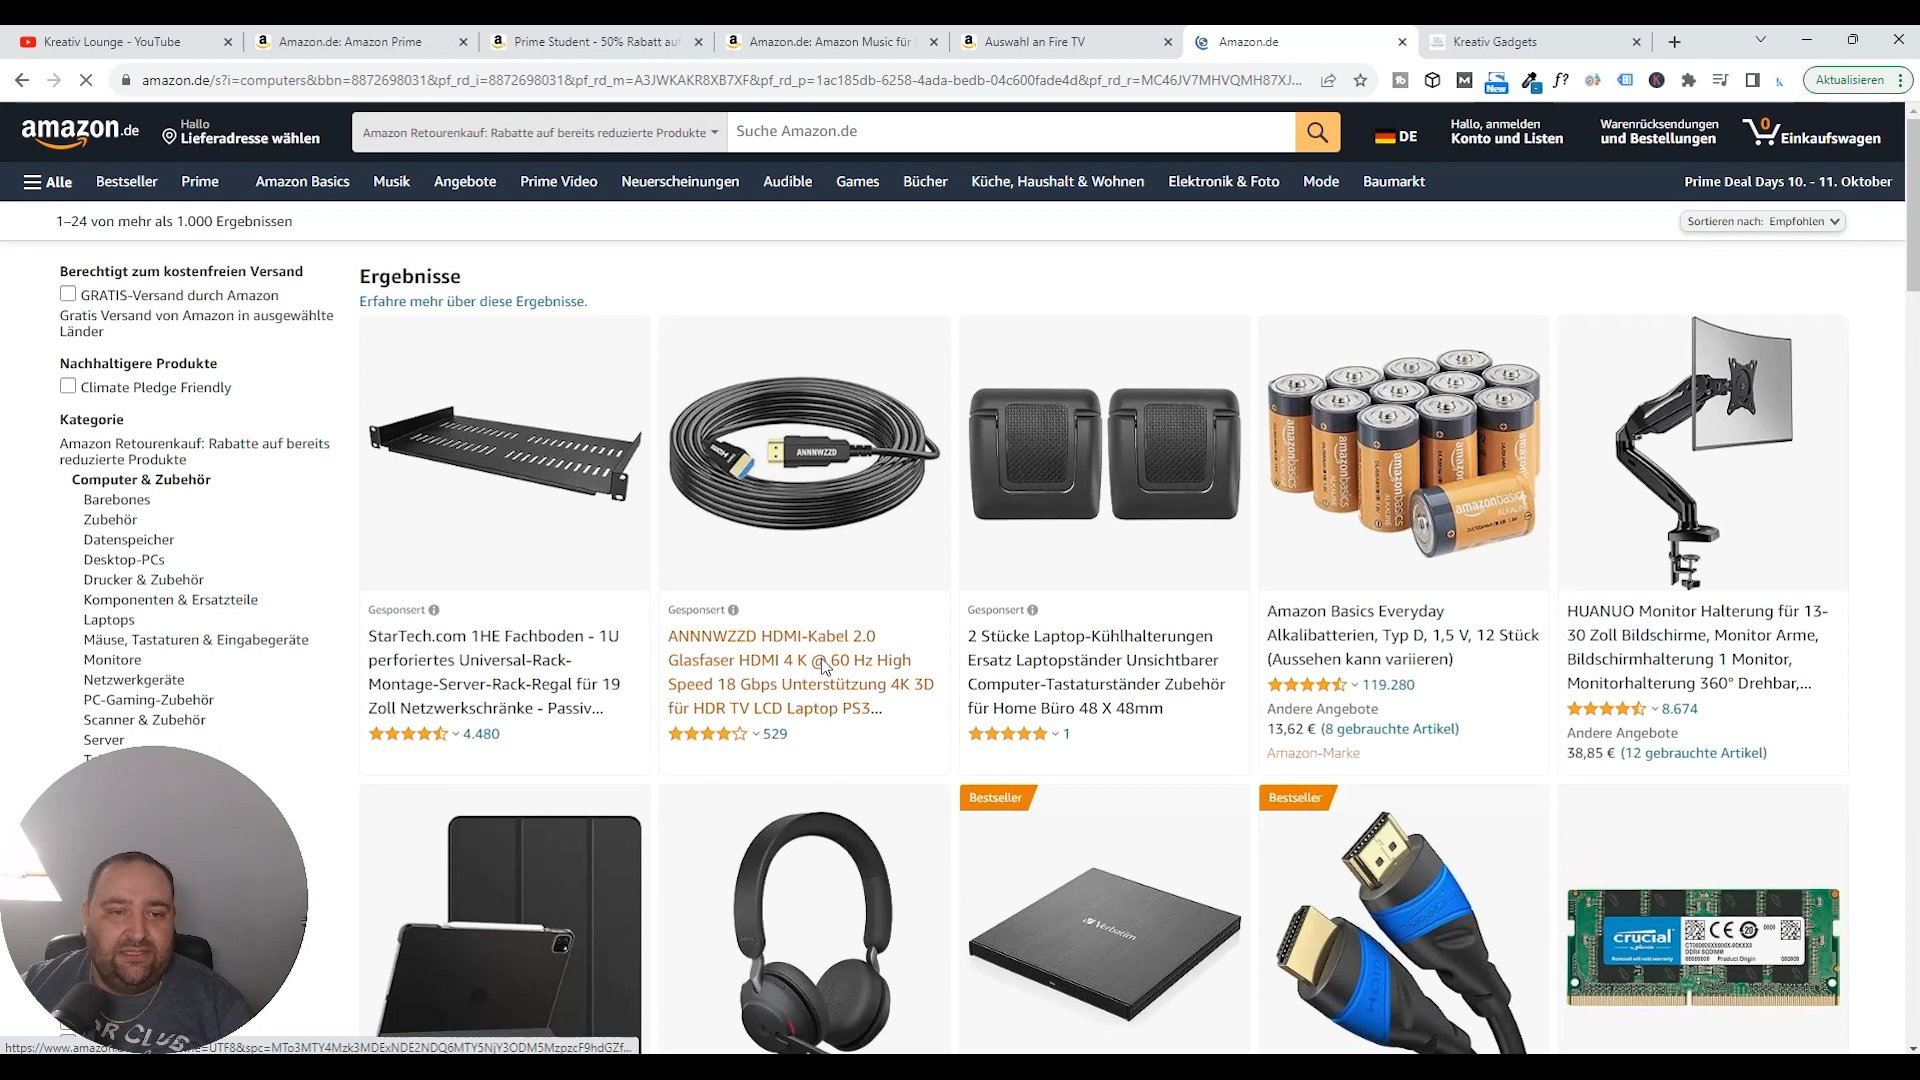 Kreativ Lounge - YouTube
Amazon.de: Amazon Prime
Prime Student - 50% Rabatt auf
Amazon.de: Amazon Music für
Auswahl an Fire TV
Amazon.de
Kreativ Gadgets
amazon.de/s?i=computers&bbn=8872698031&pf_rd_i=8872698031&pf_rd_m=A3JWKAKR8XB7XF&pf_rd_p=1ac185db-6258-4ada-bedb-04c600fade4d&pf_rd_r=MC46JV7MHVQMH87XJ...
New
Aktualisieren
amazon.de
Hallo
Lieferadresse wählen
Amazon Retourenkauf: Rabatte auf bereits reduzierte Produkte
Suche Amazon.de
DE
Hallo, anmelden
Konto und Listen
Warenrücksendungen
und Bestellungen
0
Einkaufswagen
Alle
Bestseller
Prime
Amazon Basics
Musik
Angebote
Prime Video
Neuerscheinungen
Audible
Games
Bücher
Küche, Haushalt & Wohnen
Elektronik & Foto
Mode
Baumarkt
Prime Deal Days 10. - 11. Oktober
1–24 von mehr als 1.000 Ergebnissen
Sortieren nach: Empfohlen
Berechtigt zum kostenfreien Versand
GRATIS-Versand durch Amazon
Gratis Versand von Amazon in ausgewählte
Länder
Nachhaltigere Produkte
Climate Pledge Friendly
Kategorie
Amazon Retourenkauf: Rabatte auf bereits
reduzierte Produkte
Computer & Zubehör
Barebones
Zubehör
Datenspeicher
Desktop-PCs
Drucker & Zubehör
Komponenten & Ersatzteile
Laptops
Mäuse, Tastaturen & Eingabegeräte
Monitore
Netzwerkgeräte
PC-Gaming-Zubehör
Scanner & Zubehör
Server
Ergebnisse
Erfahre mehr über diese Ergebnisse.
ANNNWZZD
HDMI
amazonbasics
Gesponsert
StarTech.com 1HE Fachboden - 1U
perforiertes Universal-Rack-
Montage-Server-Rack-Regal für 19
Zoll Netzwerkschränke - Passiv...
4.480
Gesponsert
ANNNWZZD HDMI-Kabel 2.0
Glasfaser HDMI 4 K @ 60 Hz High
Speed 18 Gbps Unterstützung 4K 3D
für HDR TV LCD Laptop PS3...
529
Gesponsert
2 Stücke Laptop-Kühlhalterungen
Ersatz Laptopständer Unsichtbarer
Computer-Tastaturständer Zubehör
für Home Büro 48 X 48mm
1
Amazon Basics Everyday
Alkalibatterien, Typ D, 1,5 V, 12 Stück
(Aussehen kann variieren)
119.280
Andere Angebote
13,62 € (8 gebrauchte Artikel)
Amazon-Marke
HUANUO Monitor Halterung für 13-
30 Zoll Bildschirme, Monitor Arme,
Bildschirmhalterung 1 Monitor,
Monitorhalterung 360° Drehbar,...
8.674
Andere Angebote
38,85 € (12 gebrauchte Artikel)
Bestseller
Bestseller
Verbatim
crucial
CE
20
Product Origin
OR CLUB